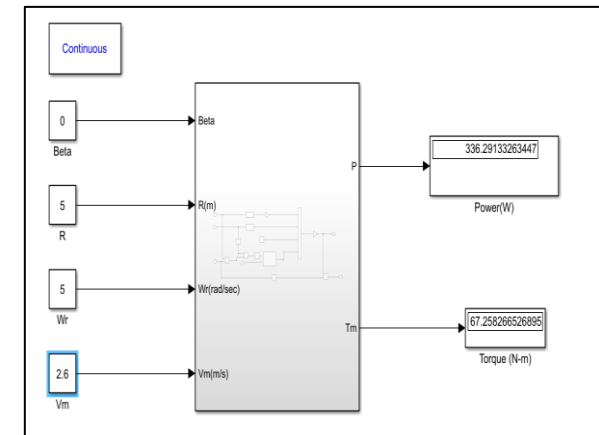 Continuous
0
Beta
5
R
5
Wr
2.6
Vm
Beta
R(m)
Wr(rad/sec)
Vm(m/s)
P
Tm
336.29133263447
Power(W)
67.258266526895
Torque (N-m)